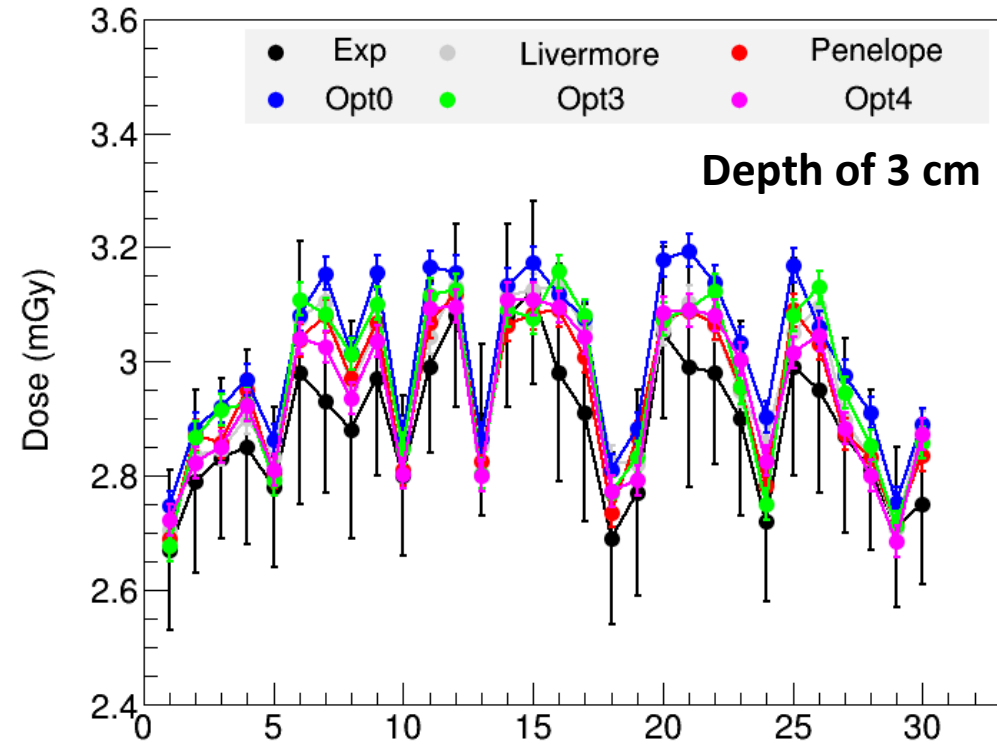 3.6
Exp Livermore Penelope
Opt0 Opt3 Opt4
3.4
Depth of 3 cm
3.2
3
2.8
2.6
2.4
Dose (mGy)
0 5 10 15 20 25 30